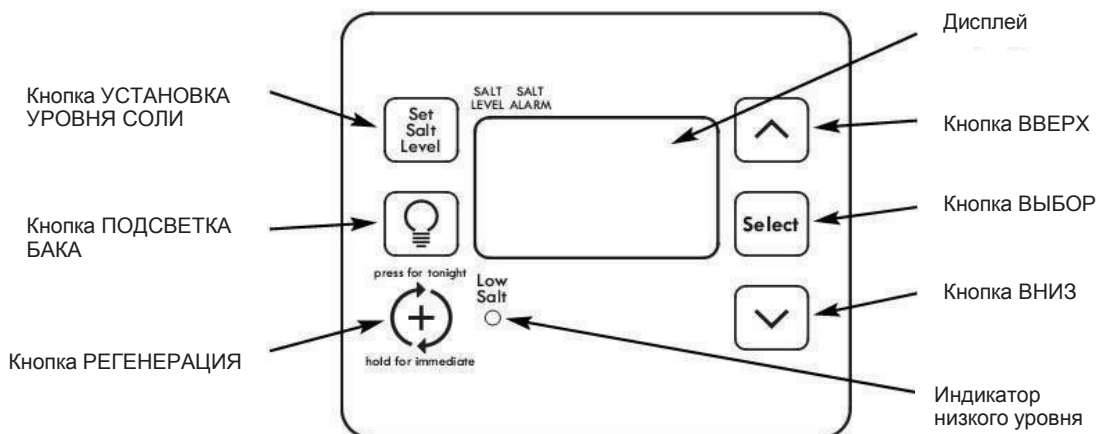 Дисплей
Кнопка УСТАНОВКА
УРОВНЯ СОЛИ
SALT SALT
LEVEL ALARM
Set
Salt
Level
Кнопка ВВЕРХ
Кнопка ПОДСВЕТКА
БАКА
Select
Кнопка ВЫБОР
press for tonight
Low
Salt
+
hold for immediate
Кнопка ВНИЗ
Кнопка РЕГЕНЕРАЦИЯ
Индикатор
низкого уровня